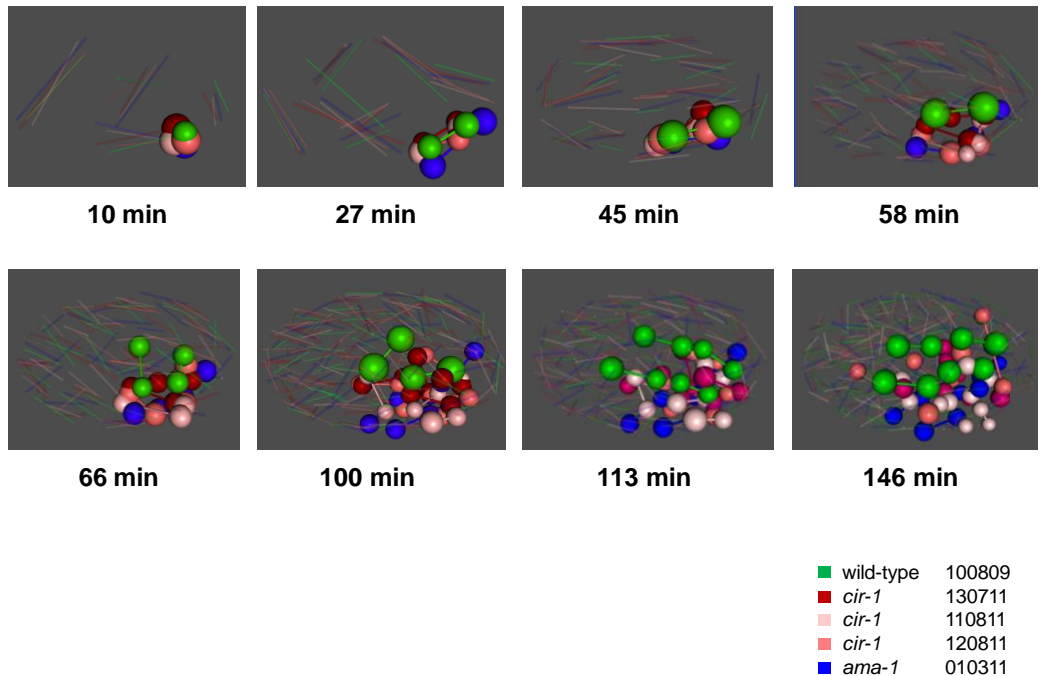 10 min 27 min 45 min 58 min
66 min 100 min 113 min 146 min
wild-type 100809
cir-1 130711
cir-1 110811
cir-1 120811
ama-1 010311